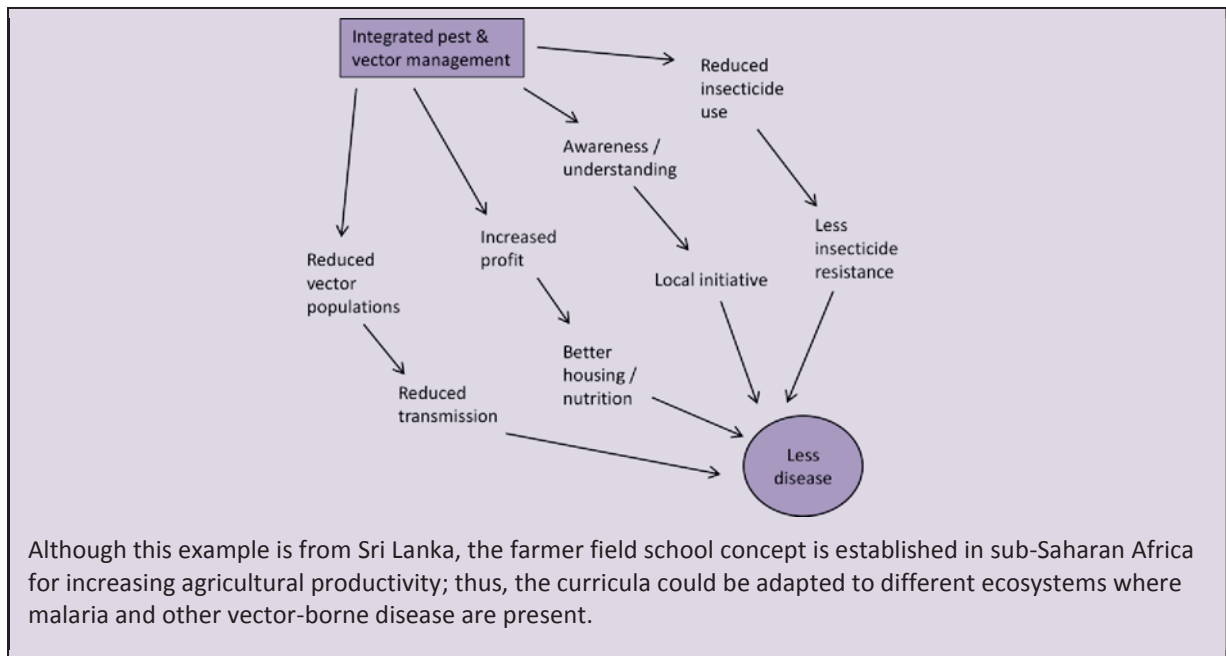 Integrated pest &
vector management
Reduced
insecticide
use
Awareness /
understanding
Increased
profit
Less
insecticide
resistance
Reduced
vector
populations
Local initiative
Better
housing /
nutrition
Reduced
transmission
Less
disease
Although this example is from Sri Lanka, the farmer field school concept is established in sub-Saharan Africa
for increasing agricultural productivity; thus, the curricula could be adapted to different ecosystems where
malaria and other vector-borne disease are present.